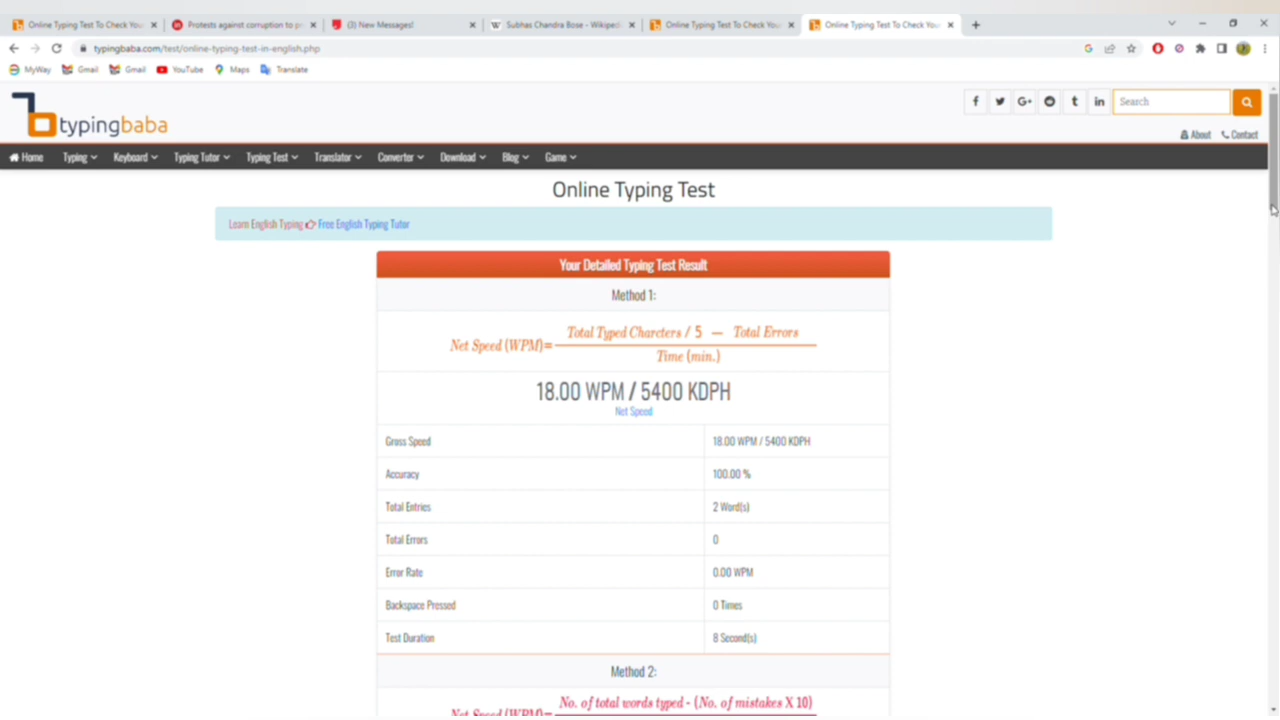 Online Typing Test To Check You
Protests against corruption to p
(3) New Messages!
Subhas Chandra Bose - Wikiped
Online Typing Test To Check You
Online Typing Test To Check You
typingbaba.com/test/online-typing-test-in-english.php
MyWay
Gmail
Gmail
YouTube
Maps
Translate
typingbaba
Search
About
Contact
Home
Typing
Keyboard
Typing Tutor
Typing Test
Translator
Converter
Download
Blog
Game
Online Typing Test
Learn English Typing Free English Typing Tutor
Your Detailed Typing Test Result
Method 1:
Net Speed (WPM)= Total Typed Charcters / 5 — Total Errors
Time (min.)
18.00 WPM / 5400 KDPH
Net Speed
Gross Speed 18.00 WPM / 5400 KDPH
Accuracy 100.00 %
Total Entries 2 Word(s)
Total Errors 0
Error Rate 0.00 WPM
Backspace Pressed 0 Times
Test Duration 8 Second(s)
Method 2:
Net Speed (WPM)= No. of total words typed - (No. of mistakes X 10)